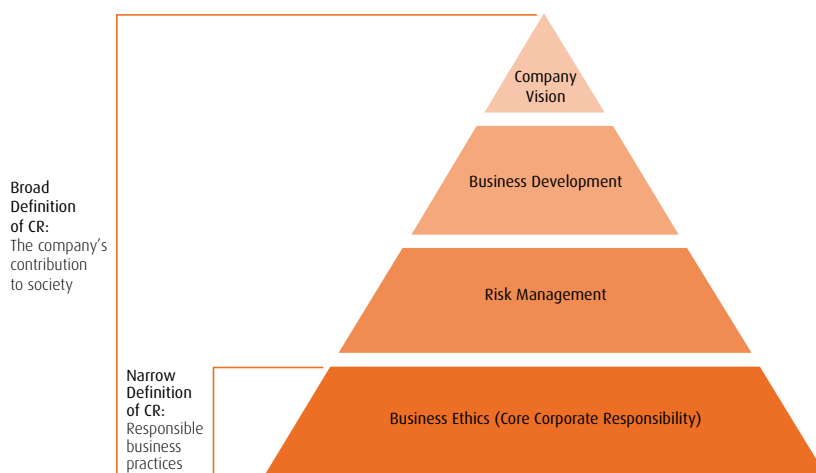 Company
Vision
Business Development
Broad
Definition
of CR:
The company's
contribution
to society
Risk Management
Narrow
Definition
of CR:
Responsible
business
practices
Business Ethics (Core Corporate Responsibility)